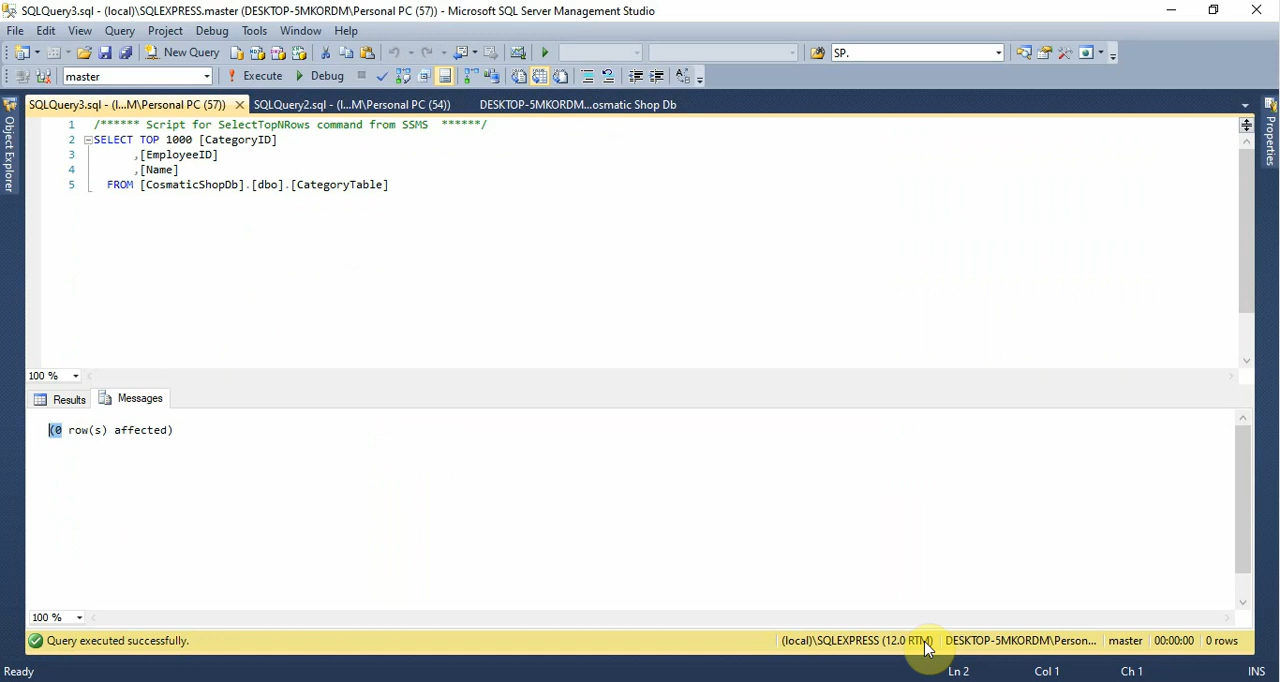 SQLQuery3.sql - (local)\SQLEXPRESS.master (DESKTOP-5MKORDM\Personal PC (57)) - Microsoft SQL Server Management Studio
File Edit View Query Project Debug Tools Window Help
New Query SP.
master Execute Debug
SQLQuery3.sql - (l...M\Personal PC (57)) SQLQuery2.sql - (l...M\Personal PC (54)) DESKTOP-5MKORDM...osmatic Shop Db
Object Explorer
Properties
1 /****** Script for SelectTopNRows command from SSMS ******/
2 SELECT TOP 1000 [CategoryID]
3 ,[EmployeeID]
4 ,[Name]
5 FROM [CosmaticShopDb].[dbo].[CategoryTable]
100 %
Results Messages
(0 row(s) affected)
100 %
Query executed successfully. (local)\SQLEXPRESS (12.0 RTM) DESKTOP-5MKORDM\Person... master 00:00:00 0 rows
Ready Ln 2 Col 1 Ch 1 INS